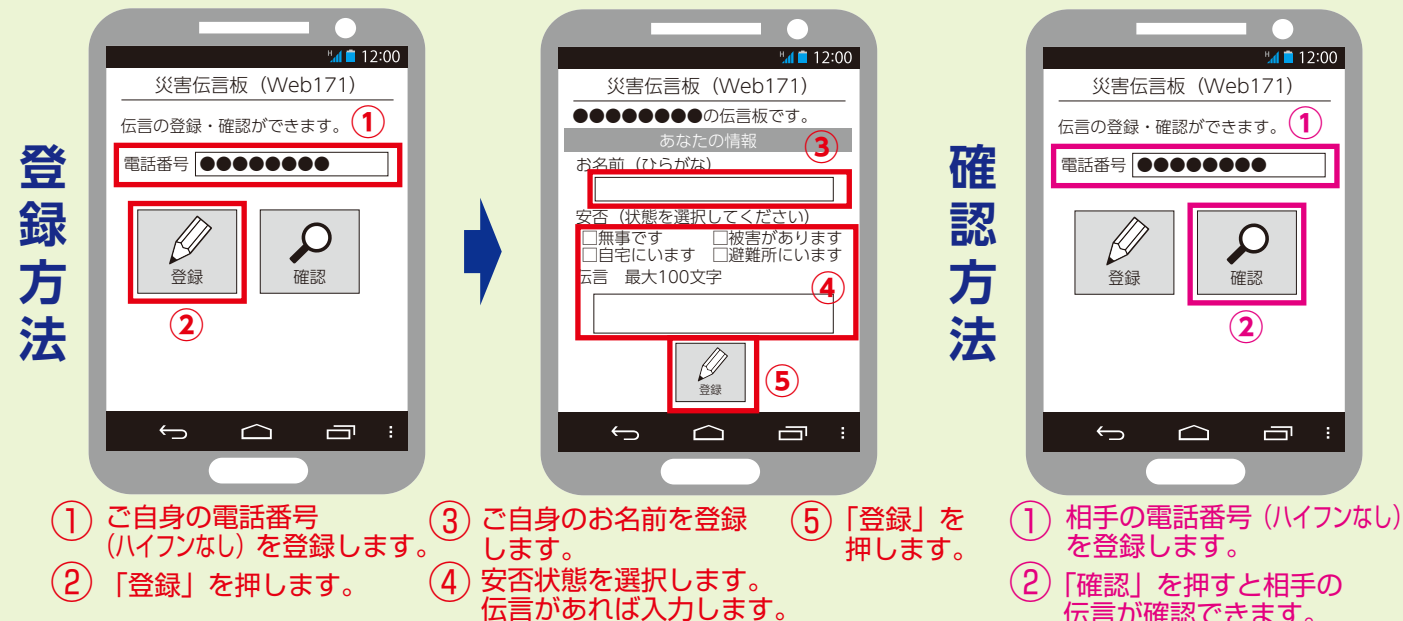 登録方法
12:00
災害伝言板（Web171）
伝言の登録・確認ができます。 ①
電話番号 ●●●●●●●●
登録 確認
②
12:00
災害伝言板（Web171）
●●●●●●●●の伝言板です。
あなたの情報
③
お名前（ひらがな）
安否（状態を選択してください）
□無事です □被害があります
□自宅にいます □避難所にいます
伝言 最大100文字
④
登録
⑤
確認方法
12:00
災害伝言板（Web171）
伝言の登録・確認ができます。 ①
電話番号 ●●●●●●●●
登録 確認
②
① ご自身の電話番号
（ハイフンなし）を登録します。
② 「登録」を押します。
③ ご自身のお名前を登録
します。
④ 安否状態を選択します。
伝言があれば入力します。
⑤ 「登録」を
押します。
① 相手の電話番号（ハイフンなし）
を登録します。
② 「確認」を押すと相手の
伝言が確認できます。